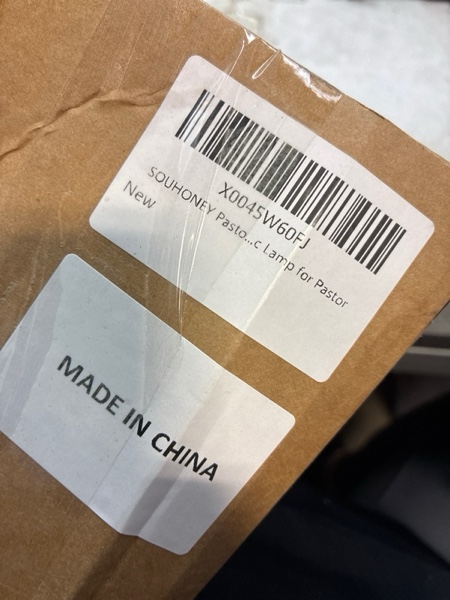 X0045W60FJ
SOUHONEY Pasto...c Lamp for Pastor
New
MADE IN CHINA